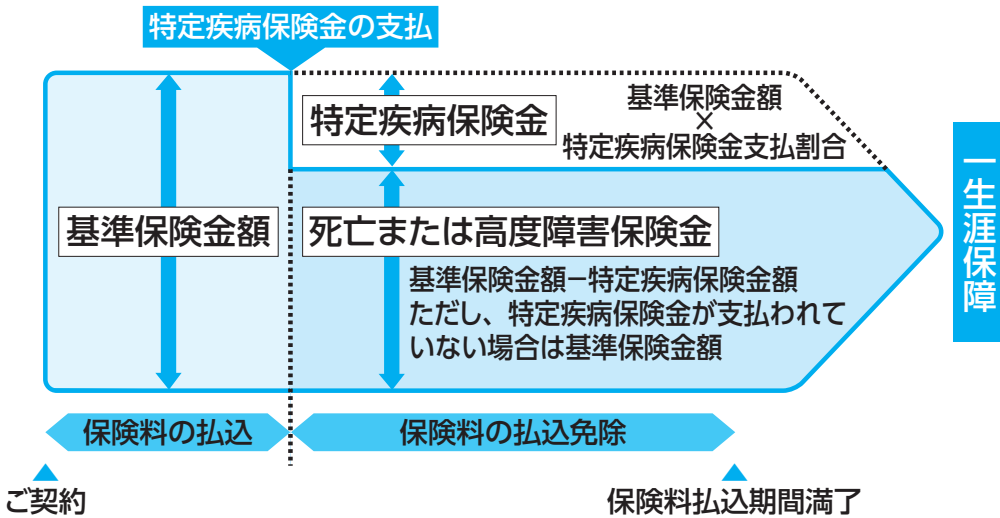 特定疾病保険金の支払
特定疾病保険金
基準保険金額
×
特定疾病保険金支払割合
基準保険金額
死亡または高度障害保険金
基準保険金額−特定疾病保険金額
ただし、特定疾病保険金が支払われて
いない場合は基準保険金額
一生涯保障
保険料の払込
保険料の払込免除
ご契約
保険料払込期間満了